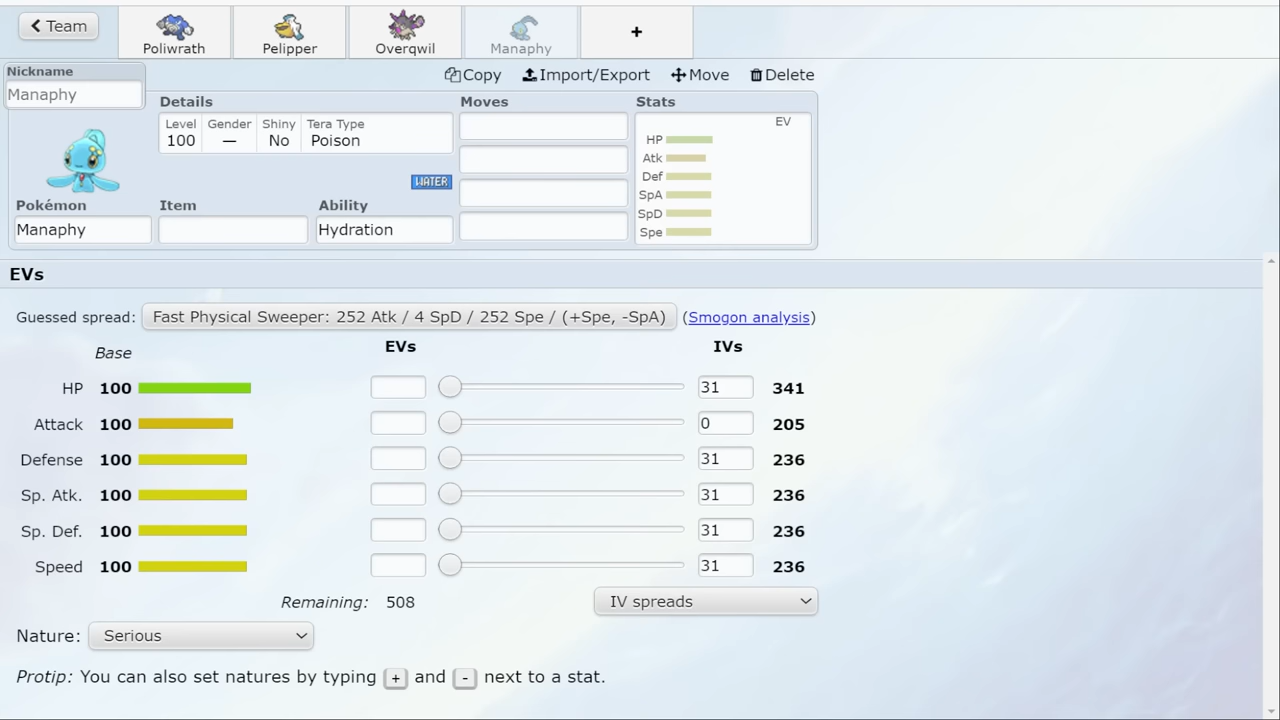 Team
Poliwrath
Pelipper
Overqwil
Manaphy
+
Nickname
Manaphy
Copy Import/Export Move Delete
Details
Level Gender Shiny Tera Type
100 — No Poison
WATER
Pokémon Item Ability
Manaphy Hydration
Moves
Stats
EV
HP
Atk
Def
SpA
SpD
Spe
EVs
Guessed spread: Fast Physical Sweeper: 252 Atk / 4 SpD / 252 Spe / (+Spe, -SpA) (Smogon analysis)
Base EVs IVs
HP 100 31 341
Attack 100 0 205
Defense 100 31 236
Sp. Atk. 100 31 236
Sp. Def. 100 31 236
Speed 100 31 236
Remaining: 508 IV spreads
Nature: Serious
Protip: You can also set natures by typing + and - next to a stat.